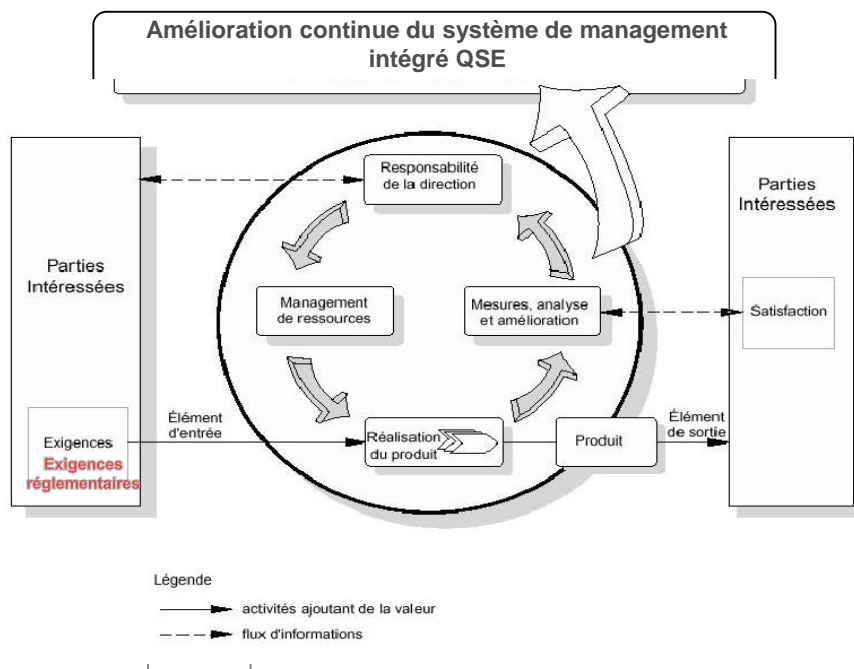 Amélioration continue du système de management
intégré QSE
Responsabilité
de la direction
Parties
Intéressées
Parties
Intéressées
Management
de ressources
Mesures, analyse
et amélioration
Satisfaction
Élément
d'entrée
Exigences
Exigences
réglementaires
Réalisation
du produit
Produit
Élément
de sortie
Légende
activités ajoutant de la valeur
flux d'informations